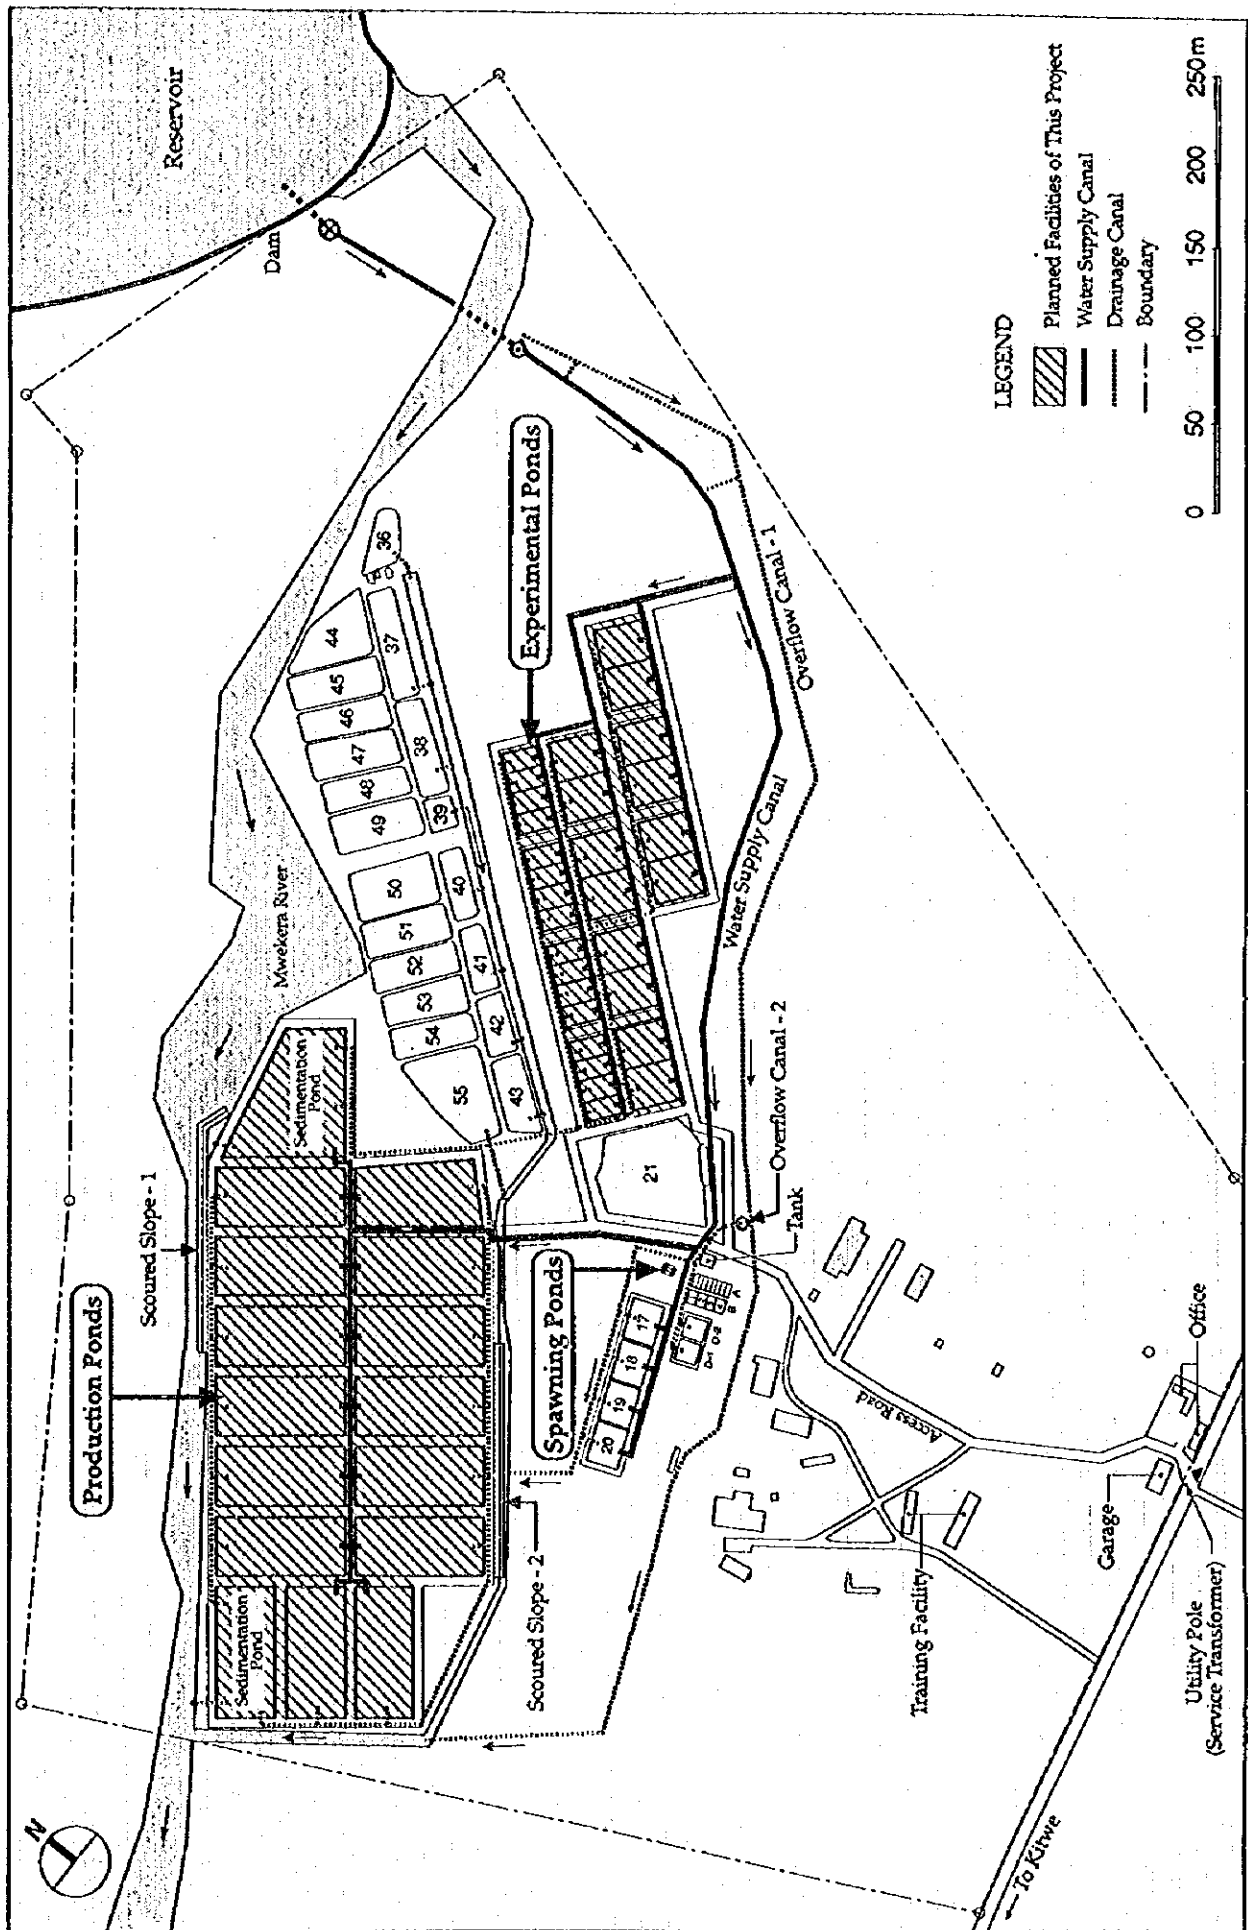 Reservoir
Dam
N
Mwekera River
Scoured Slope - 1
Production Ponds
Sedimentation
Pond
Sedimentation
Pond
Experimental Ponds
36
44
45
46
47
48
49
50
51
52
53
54
55
37
38
39
40
41
42
43
21
Spawning Ponds
17
18
19
20
A
B
D-1
D-2
Scoured Slope - 2
Water Supply Canal
Overflow Canal - 1
Overflow Canal - 2
Tank
Access Road
Office
Garage
Training Facility
Utility Pole
(Service Transformer)
To Kitwe
LEGEND
Planned Facilities of This Project
Water Supply Canal
Drainage Canal
Boundary
0 50 100 150 200 250m